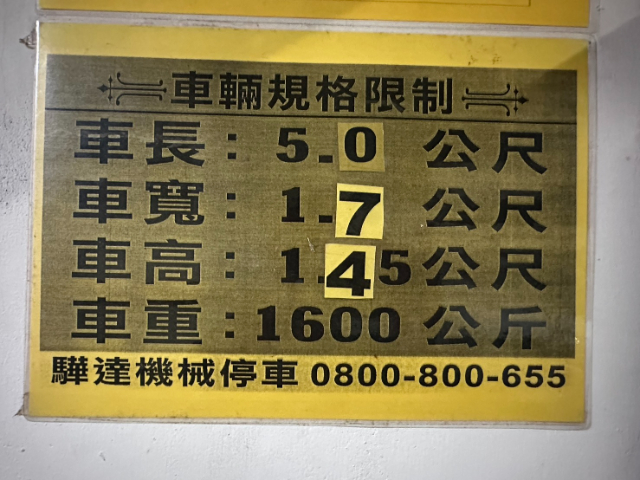 車輛規格限制
車長: 5.0 公尺
車寬: 1.7 公尺
車高: 1.45公尺
車重:1600 公斤
驊達機械停車 0800-800-655